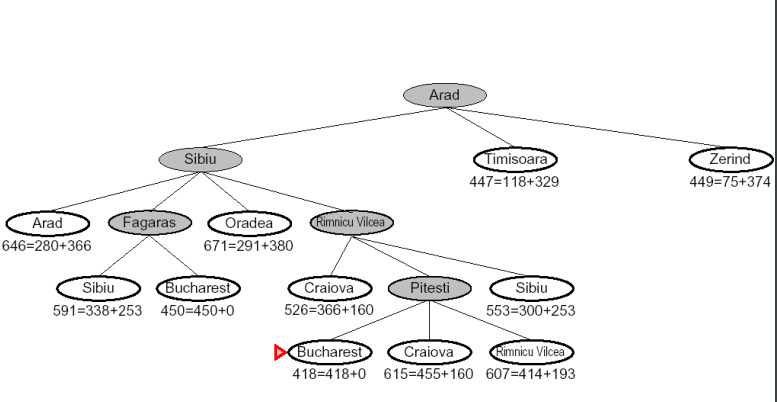 Arad
Sibiu
Timisoara
Zerind
447=118+329
449=75+374
Arad
Fagaras
Oradea
Rimnicu Vilcea
646=280+366
671=291+380
Sibiu
Bucharest
Craiova
Pitesti
Sibiu
591=338+253
450=450+0
526=366+160
553=300+253
Bucharest
Craiova
Rimnicu Vilcea
418=418+0
615=455+160
607=414+193